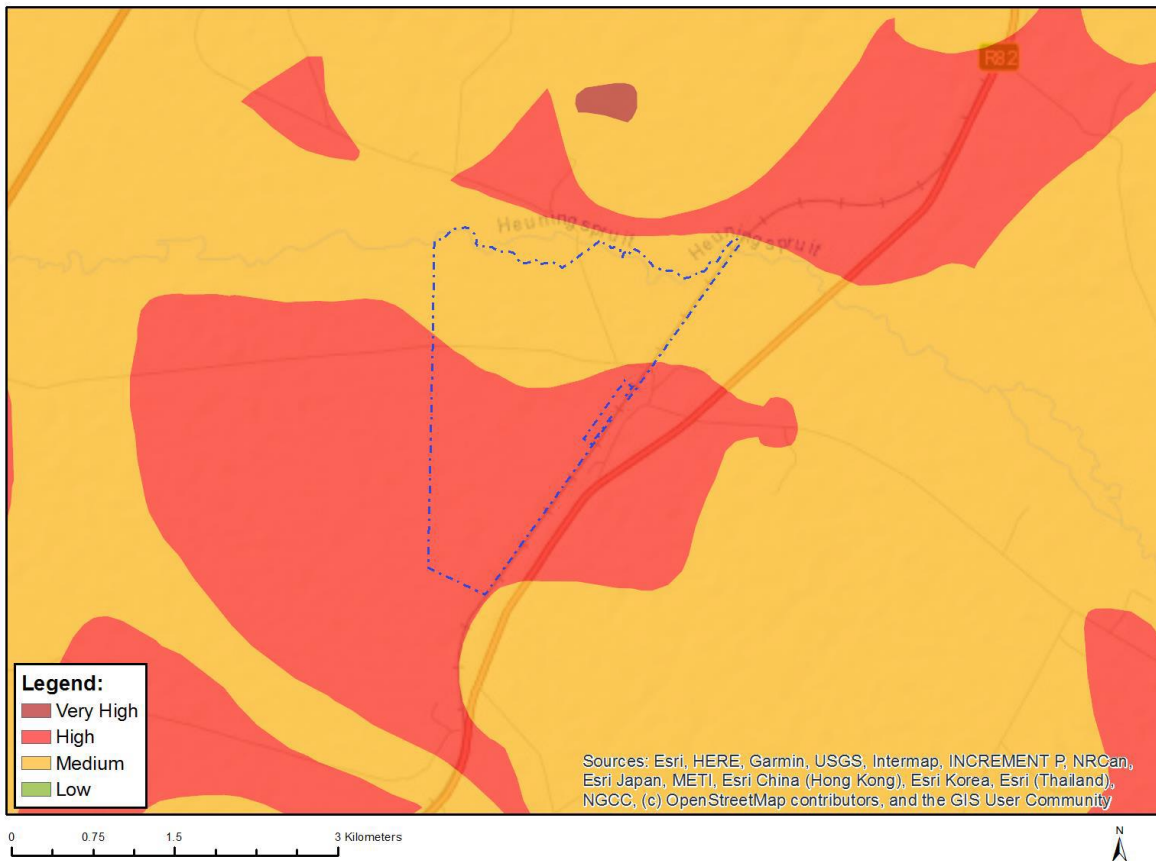 R82
Heuningspruit
Heuningspruit
Legend:
Very High
High
Medium
Low
Sources: Esri, HERE, Garmin, USGS, Intermap, INCREMENT P, NRCan,
Esri Japan, METI, Esri China (Hong Kong), Esri Korea, Esri (Thailand),
NGCC, (c) OpenStreetMap contributors, and the GIS User Community
0 0.75 1.5 3 Kilometers
N